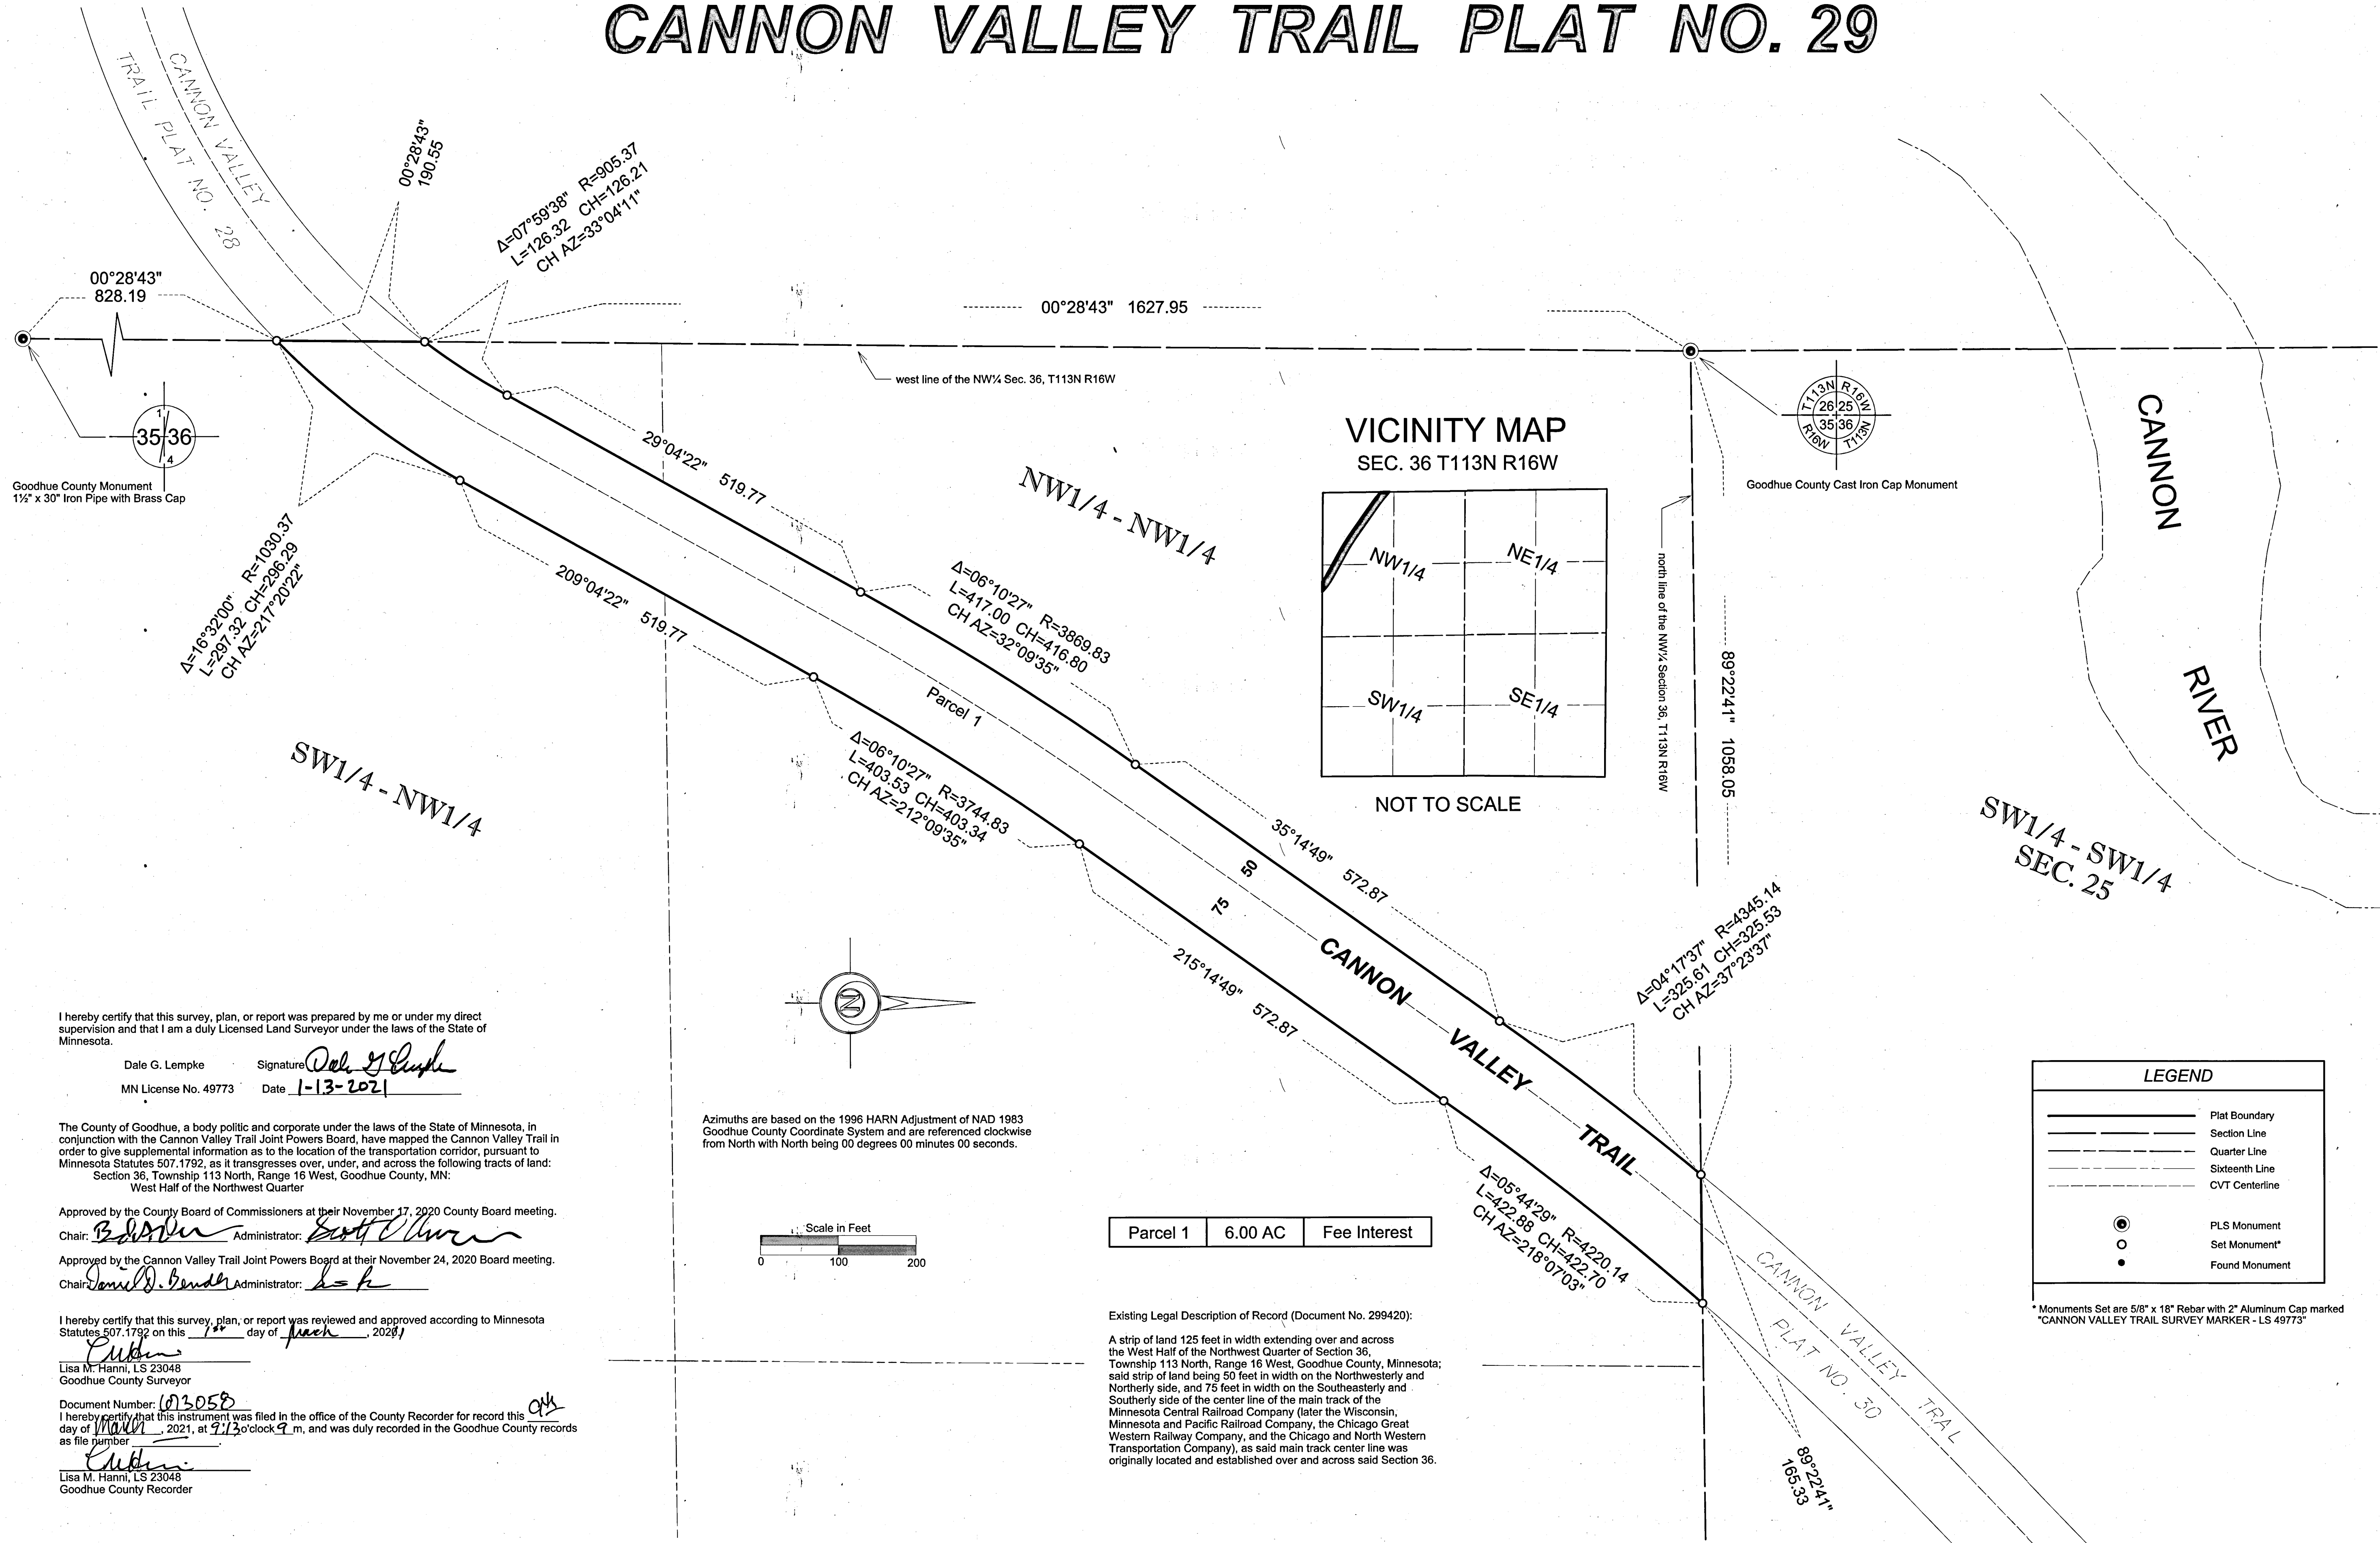 CANNON VALLEY TRAIL PLAT NO. 29
CANNON VALLEY
TRAIL PLAT NO. 28
00°28'43"
190.55
Δ=07°59'38" R=905.37
L=126.32 CH=126.21
CH AZ=33°04'11"
00°28'43"
828.19
00°28'43" 1627.95
west line of the NW¼ Sec. 36, T113N R16W
1
35 36
4
Goodhue County Monument
1½" x 30" Iron Pipe with Brass Cap
T113N R16W
26 25
35 36
R16W T113N
Goodhue County Cast Iron Cap Monument
CANNON
RIVER
VICINITY MAP
SEC. 36 T113N R16W
NW1/4
NE1/4
SW1/4
SE1/4
NOT TO SCALE
north line of the NW¼ Section 36, T113N R16W
89°22'41" 1058.05
29°04'22" 519.77
NW1/4 - NW1/4
Δ=16°32'00" R=1030.37
L=297.32 CH=296.29
CH AZ=217°20'22"
209°04'22" 519.77
Δ=06°10'27" R=3869.83
L=417.00 CH=416.80
CH AZ=32°09'35"
Parcel 1
SW1/4 - NW1/4
Δ=06°10'27" R=3744.83
L=403.53 CH=403.34
CH AZ=212°09'35"
35°14'49" 572.87
50
75
SW1/4 - SW1/4
SEC. 25
CANNON VALLEY TRAIL
215°14'49" 572.87
Δ=04°17'37" R=4345.14
L=325.61 CH=325.53
CH AZ=37°23'37"
Δ=05°44'29" R=4220.14
L=422.88 CH=422.70
CH AZ=218°07'03"
CANNON VALLEY TRAIL
PLAT NO. 30
89°22'41"
165.33
N
Azimuths are based on the 1996 HARN Adjustment of NAD 1983
Goodhue County Coordinate System and are referenced clockwise
from North with North being 00 degrees 00 minutes 00 seconds.
Scale in Feet
0 100 200
Parcel 1 6.00 AC Fee Interest
Existing Legal Description of Record (Document No. 299420):
A strip of land 125 feet in width extending over and across
the West Half of the Northwest Quarter of Section 36,
Township 113 North, Range 16 West, Goodhue County, Minnesota;
said strip of land being 50 feet in width on the Northwesterly and
Northerly side, and 75 feet in width on the Southeasterly and
Southerly side of the center line of the main track of the
Minnesota Central Railroad Company (later the Wisconsin,
Minnesota and Pacific Railroad Company, the Chicago Great
Western Railway Company, and the Chicago and North Western
Transportation Company), as said main track center line was
originally located and established over and across said Section 36.
LEGEND
Plat Boundary
Section Line
Quarter Line
Sixteenth Line
CVT Centerline
PLS Monument
Set Monument*
Found Monument
* Monuments Set are 5/8" x 18" Rebar with 2" Aluminum Cap marked
"CANNON VALLEY TRAIL SURVEY MARKER - LS 49773"
I hereby certify that this survey, plan, or report was prepared by me or under my direct
supervision and that I am a duly Licensed Land Surveyor under the laws of the State of
Minnesota.
Dale G. Lempke Signature
MN License No. 49773 Date 1-13-2021
The County of Goodhue, a body politic and corporate under the laws of the State of Minnesota, in
conjunction with the Cannon Valley Trail Joint Powers Board, have mapped the Cannon Valley Trail in
order to give supplemental information as to the location of the transportation corridor, pursuant to
Minnesota Statutes 507.1792, as it transgresses over, under, and across the following tracts of land:
Section 36, Township 113 North, Range 16 West, Goodhue County, MN:
West Half of the Northwest Quarter
Approved by the County Board of Commissioners at their November 17, 2020 County Board meeting.
Chair: Administrator:
Approved by the Cannon Valley Trail Joint Powers Board at their November 24, 2020 Board meeting.
Chair: Administrator:
I hereby certify that this survey, plan, or report was reviewed and approved according to Minnesota
Statutes 507.1792 on this 1st day of March, 2021
Lisa M. Hanni, LS 23048
Goodhue County Surveyor
Document Number:
I hereby certify that this instrument was filed in the office of the County Recorder for record this
day of March, 2021, at 9:13 o'clock m, and was duly recorded in the Goodhue County records
as file number
Lisa M. Hanni, LS 23048
Goodhue County Recorder